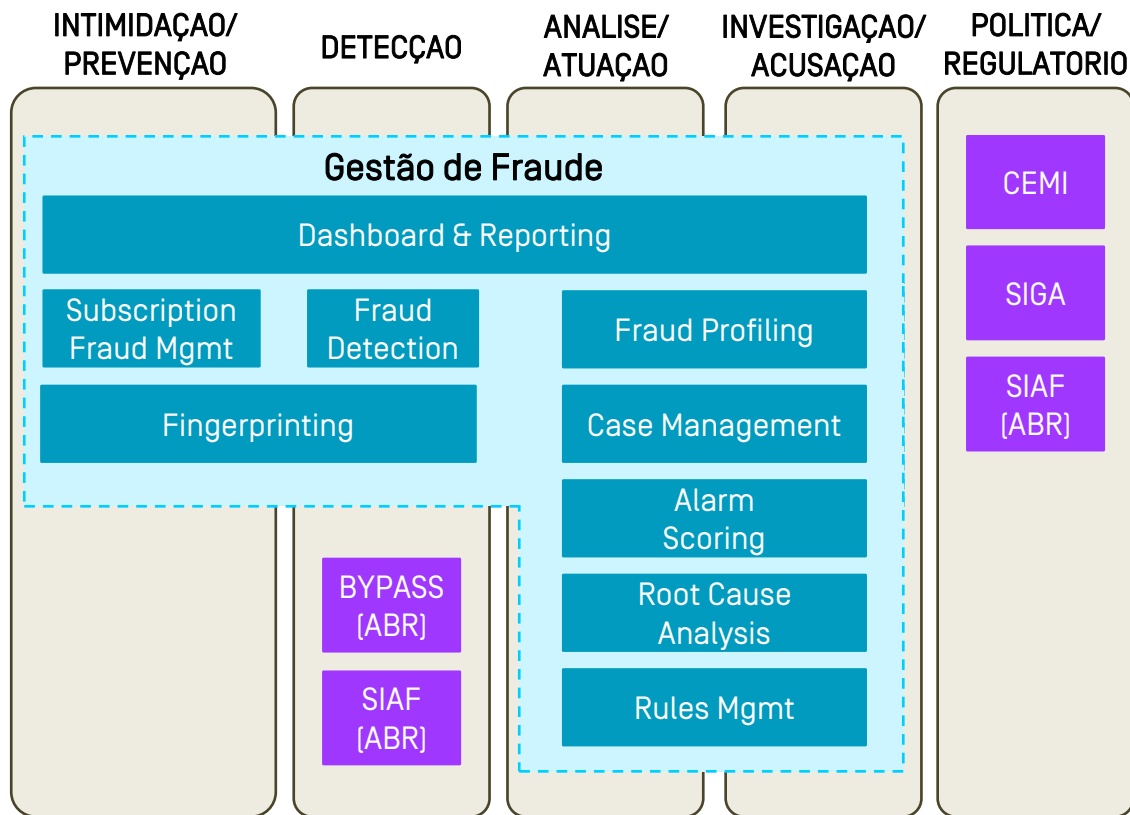 INTIMIDAÇAO/
PREVENÇAO
DETECÇAO
ANALISE/
ATUAÇAO
INVESTIGAÇAO/
ACUSAÇAO
POLITICA/
REGULATORIO
Gestão de Fraude
Dashboard & Reporting
Subscription
Fraud Mgmt
Fraud
Detection
Fraud Profiling
Fingerprinting
Case Management
Alarm
Scoring
Root Cause
Analysis
Rules Mgmt
BYPASS
(ABR)
SIAF
(ABR)
CEMI
SIGA
SIAF
(ABR)